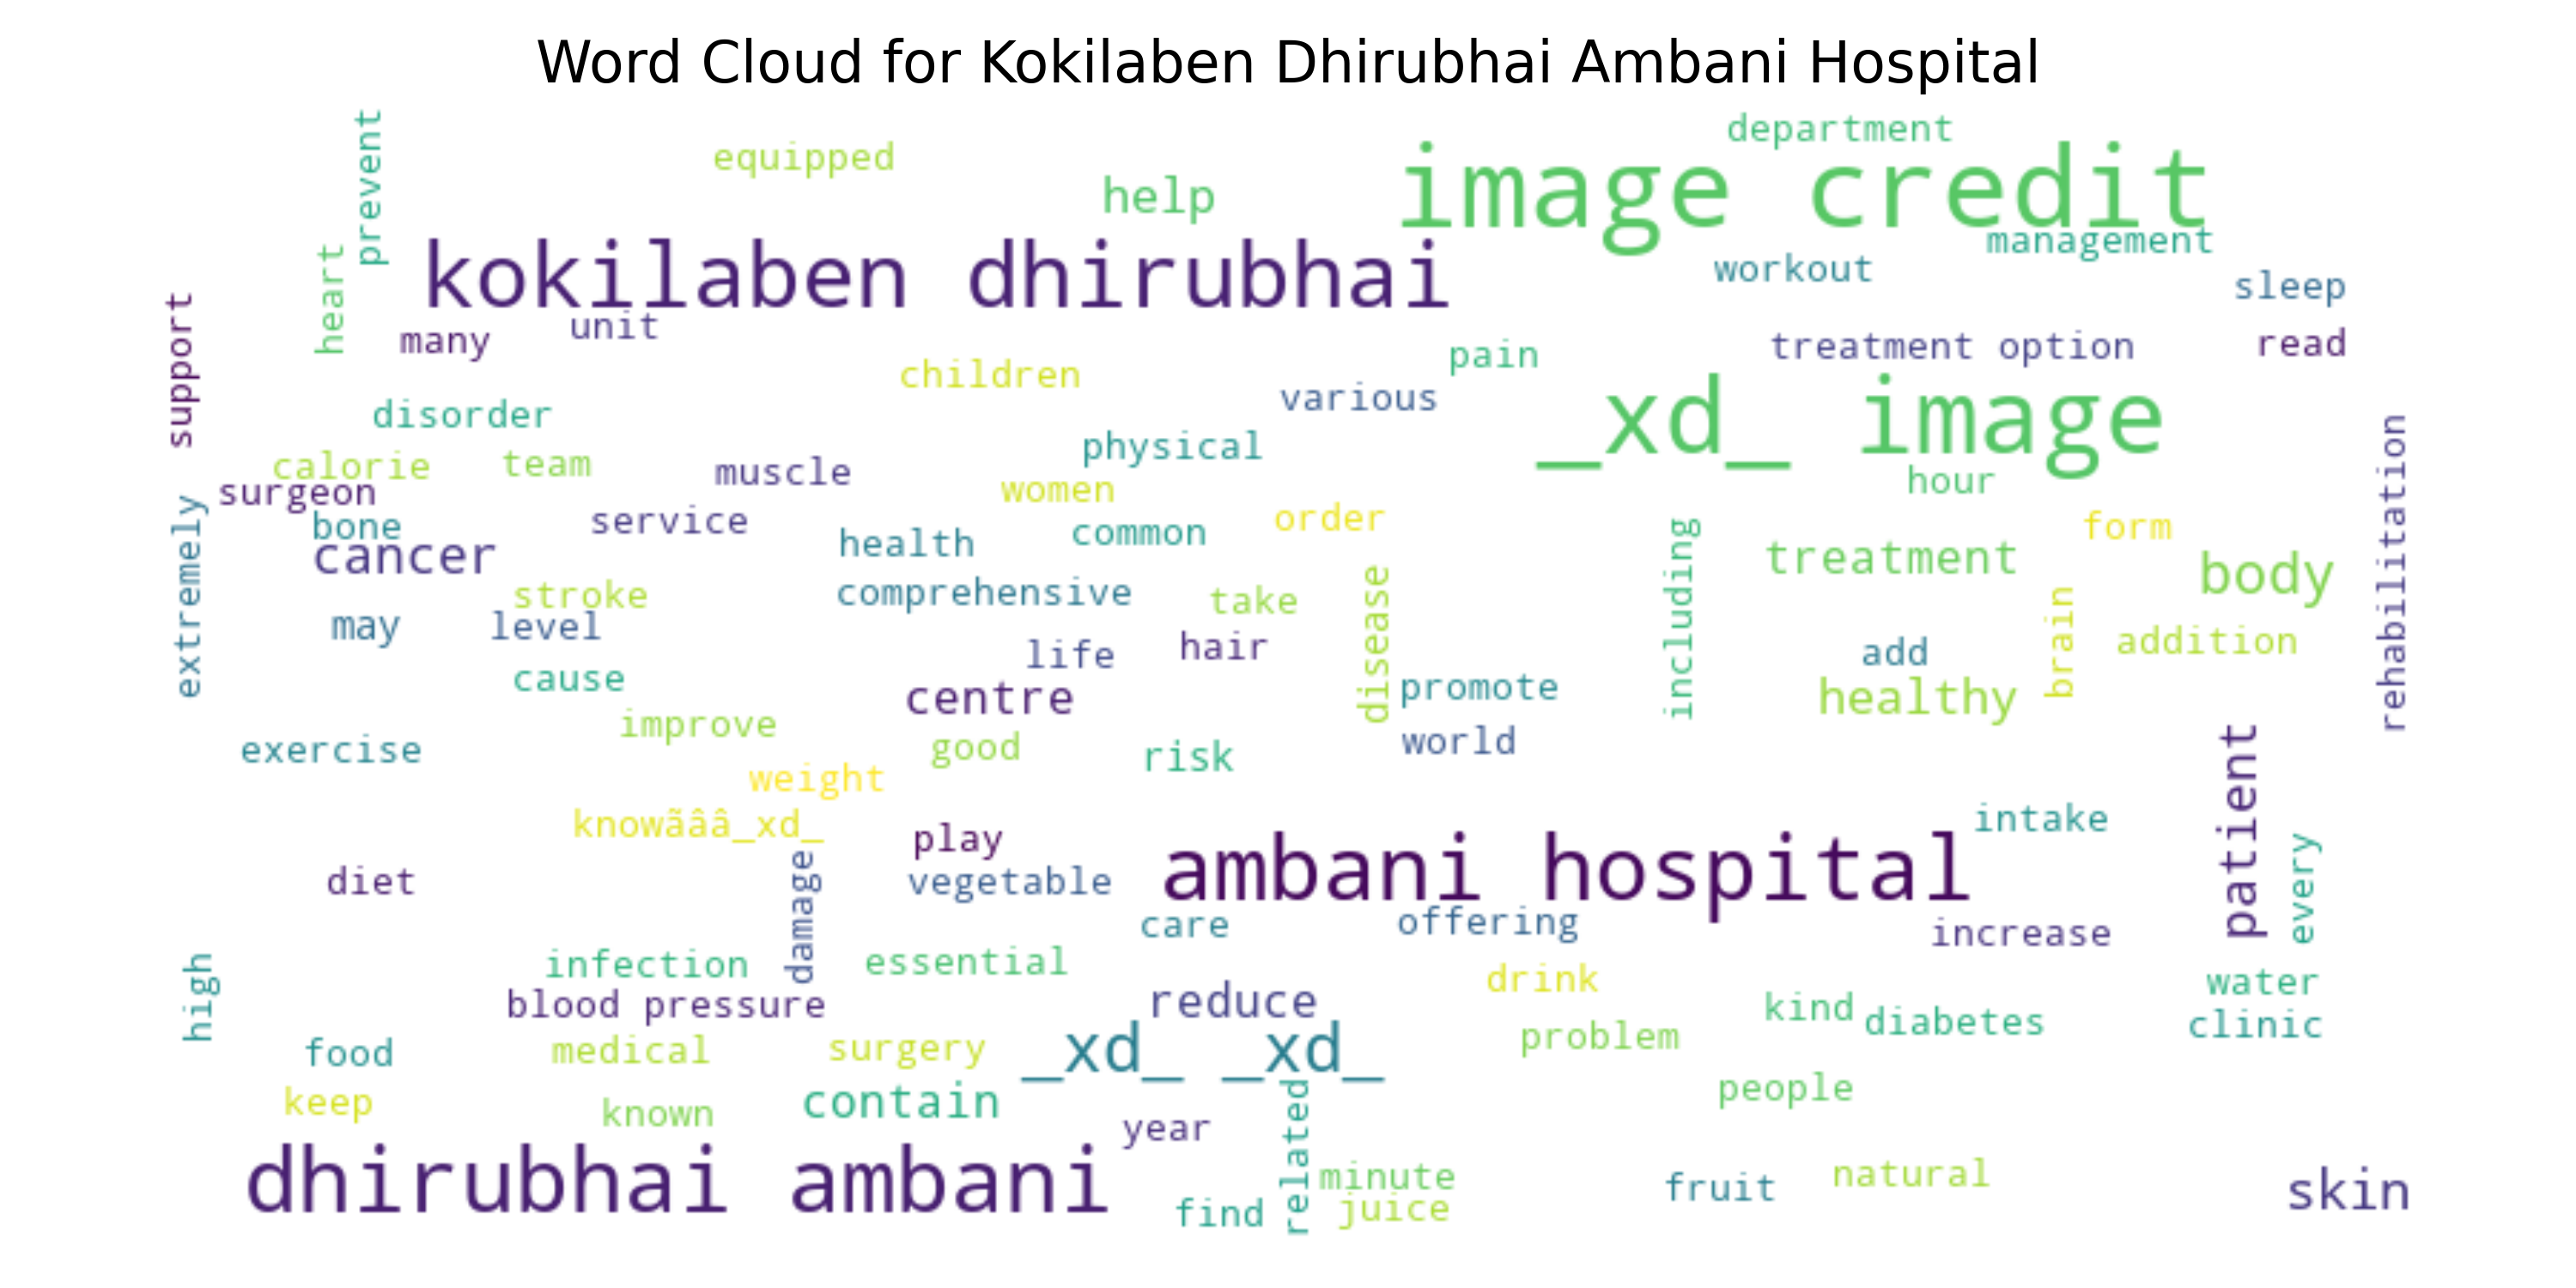 Word Cloud for Kokilaben Dhirubhai Ambani Hospital
department
prevent
equipped
help
image credit
management
heart
kokilaben dhirubhai
workout
sleep
support
many
unit
pain
treatment option
read
children
various
disorder
_xd_ image
physical
calorie
team
muscle
surgeon
women
hour
rehabilitation
extremely
bone
service
common
order
form
cancer
health
including
treatment
body
stroke
comprehensive
take
disease
brain
may
level
life
hair
add
addition
cause
centre
promote
healthy
improve
good
risk
world
exercise
weight
patient
knowãââ_xd_
play
intake
every
diet
damage
vegetable
ambani hospital
care
offering
increase
high
infection
essential
drink
water
blood pressure
reduce
kind
diabetes
clinic
food
medical
surgery
_xd_ _xd_
problem
keep
known
contain
people
year
related
dhirubhai ambani
minute
fruit
natural
skin
find
juice